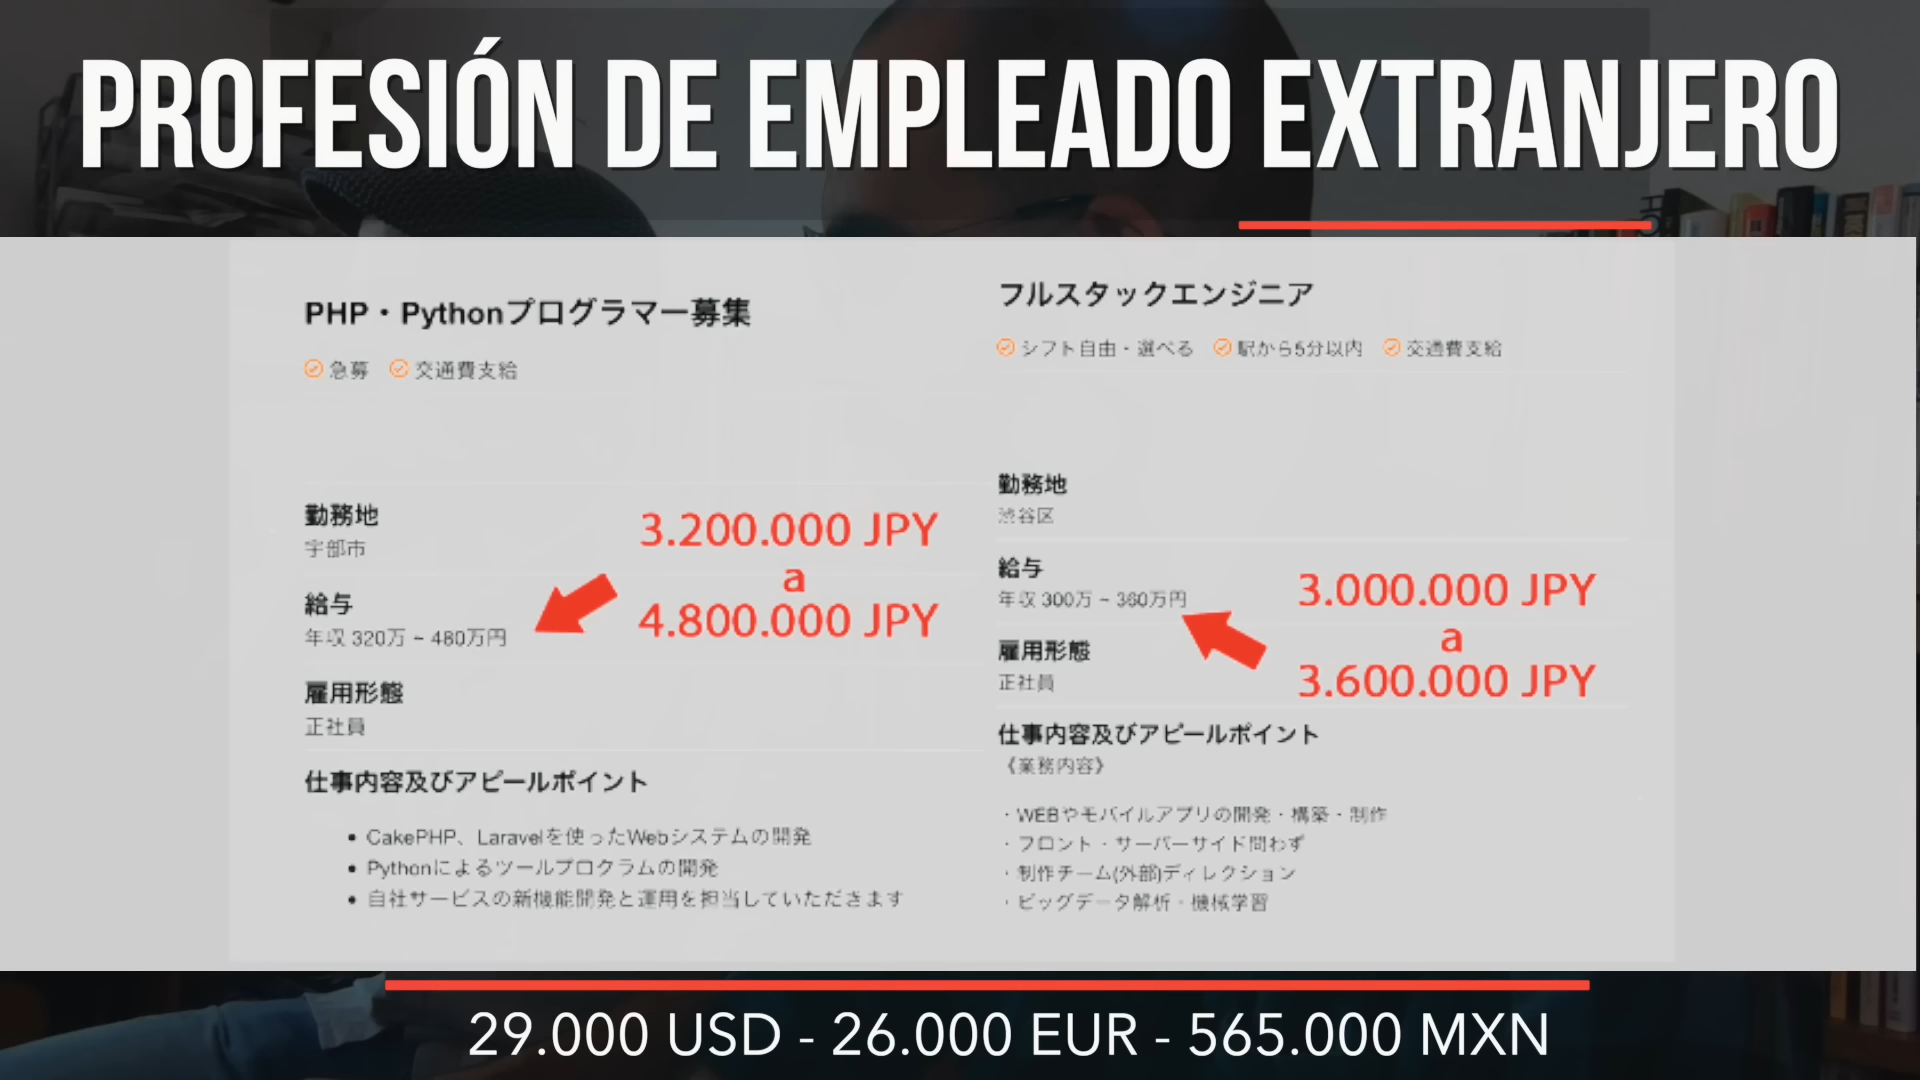 PROFESIÓN DE EMPLEADO EXTRANJERO
PHP・Pythonプログラマー募集
急募 交通費支給
勤務地
宇部市
給与
年収 320万 ~ 480万円
3.200.000 JPY
a
4.800.000 JPY
雇用形態
正社員
仕事内容及びアピールポイント
• CakePHP、Laravelを使ったWebシステムの開発
• Pythonによるツールプログラムの開発
• 自社サービスの新機能開発と運用を担当していただきます
フルスタックエンジニア
シフト自由・選べる 駅から5分以内 交通費支給
勤務地
渋谷区
給与
年収 300万 ~ 360万円
3.000.000 JPY
a
3.600.000 JPY
雇用形態
正社員
仕事内容及びアピールポイント
《業務内容》
・WEBやモバイルアプリの開発・構築・制作
・フロント・サーバーサイド問わず
・制作チーム(外部)ディレクション
・ビッグデータ解析・機械学習
29.000 USD - 26.000 EUR - 565.000 MXN